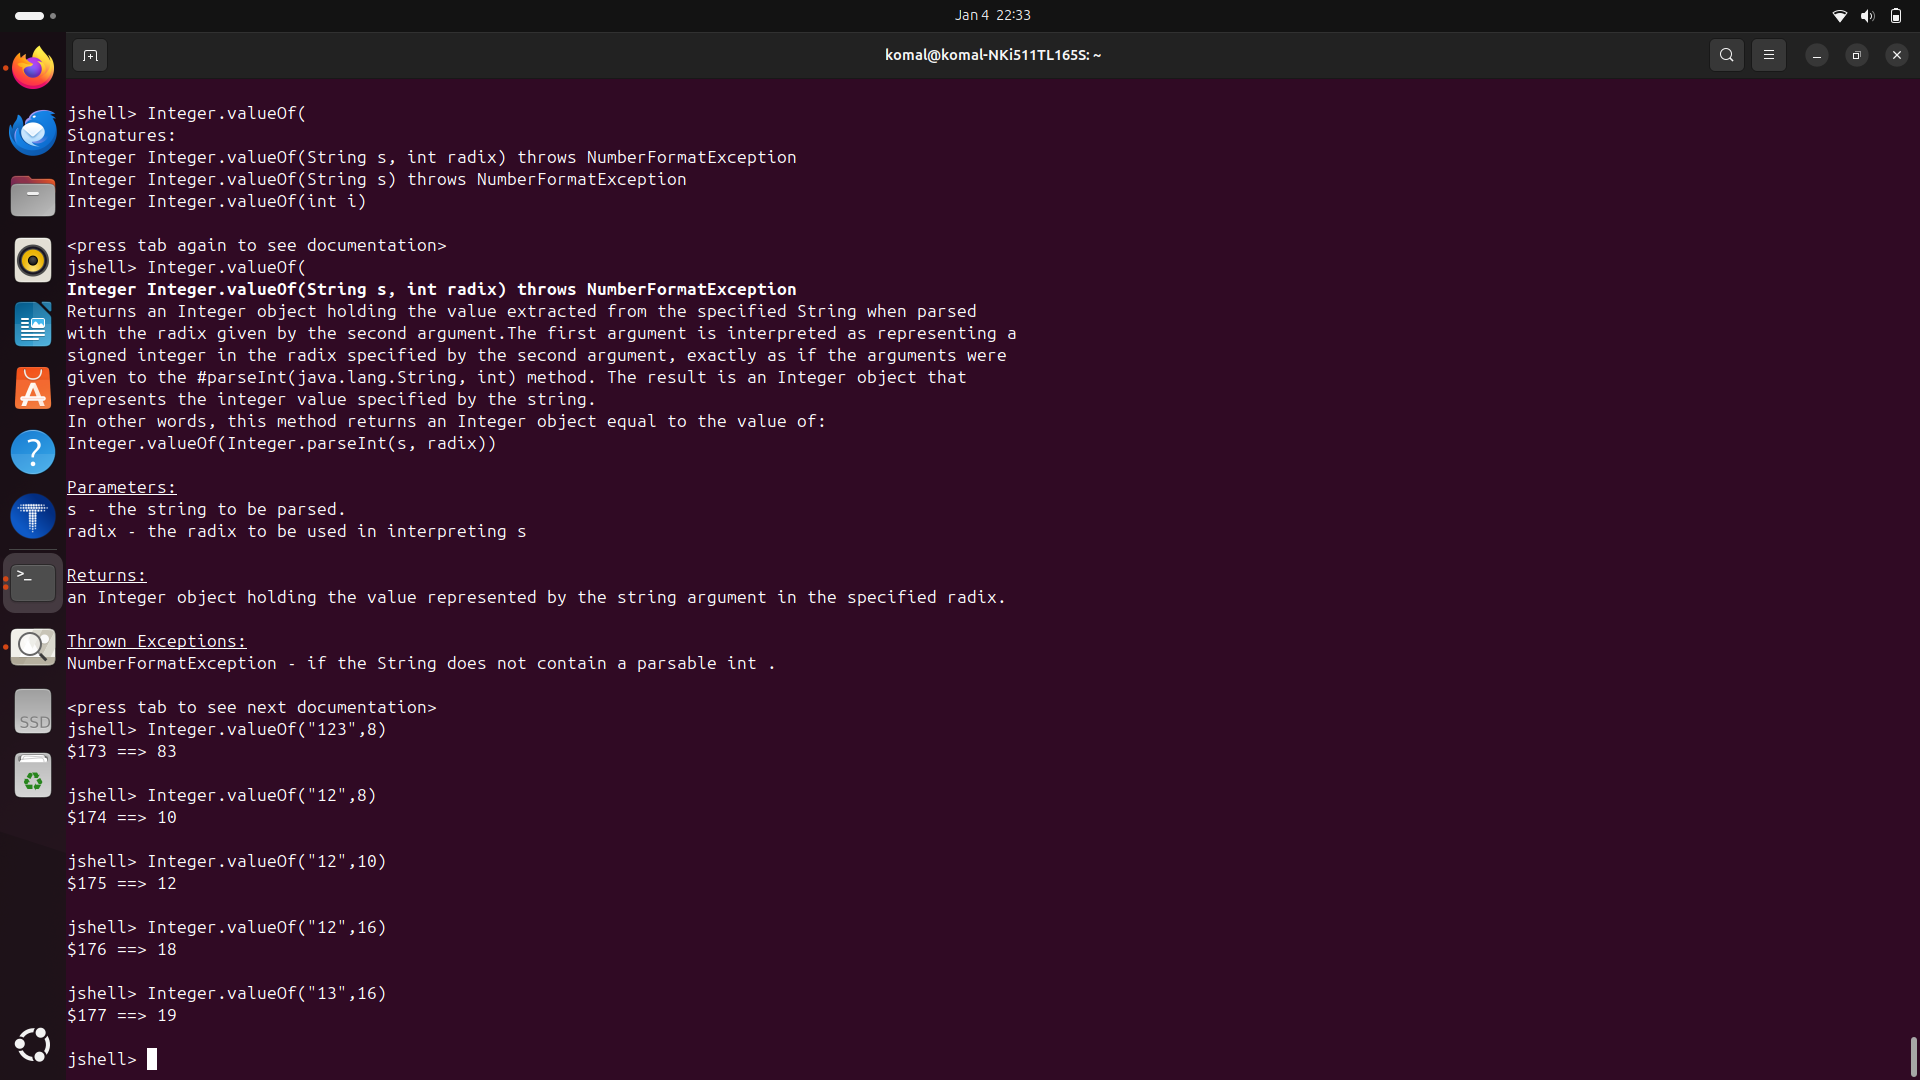 Jan 4 22:33
komal@komal-NKi511TL165S: ~
jshell> Integer.valueOf(
Signatures:
Integer Integer.valueOf(String s, int radix) throws NumberFormatException
Integer Integer.valueOf(String s) throws NumberFormatException
Integer Integer.valueOf(int i)
<press tab again to see documentation>
jshell> Integer.valueOf(
Integer Integer.valueOf(String s, int radix) throws NumberFormatException
Returns an Integer object holding the value extracted from the specified String when parsed
with the radix given by the second argument.The first argument is interpreted as representing a
signed integer in the radix specified by the second argument, exactly as if the arguments were
given to the #parseInt(java.lang.String, int) method. The result is an Integer object that
represents the integer value specified by the string.
In other words, this method returns an Integer object equal to the value of:
Integer.valueOf(Integer.parseInt(s, radix))
Parameters:
s - the string to be parsed.
radix - the radix to be used in interpreting s
Returns:
an Integer object holding the value represented by the string argument in the specified radix.
Thrown Exceptions:
NumberFormatException - if the String does not contain a parsable int .
<press tab to see next documentation>
jshell> Integer.valueOf("123",8)
$173 ==> 83
jshell> Integer.valueOf("12",8)
$174 ==> 10
jshell> Integer.valueOf("12",10)
$175 ==> 12
jshell> Integer.valueOf("12",16)
$176 ==> 18
jshell> Integer.valueOf("13",16)
$177 ==> 19
jshell>
SSD